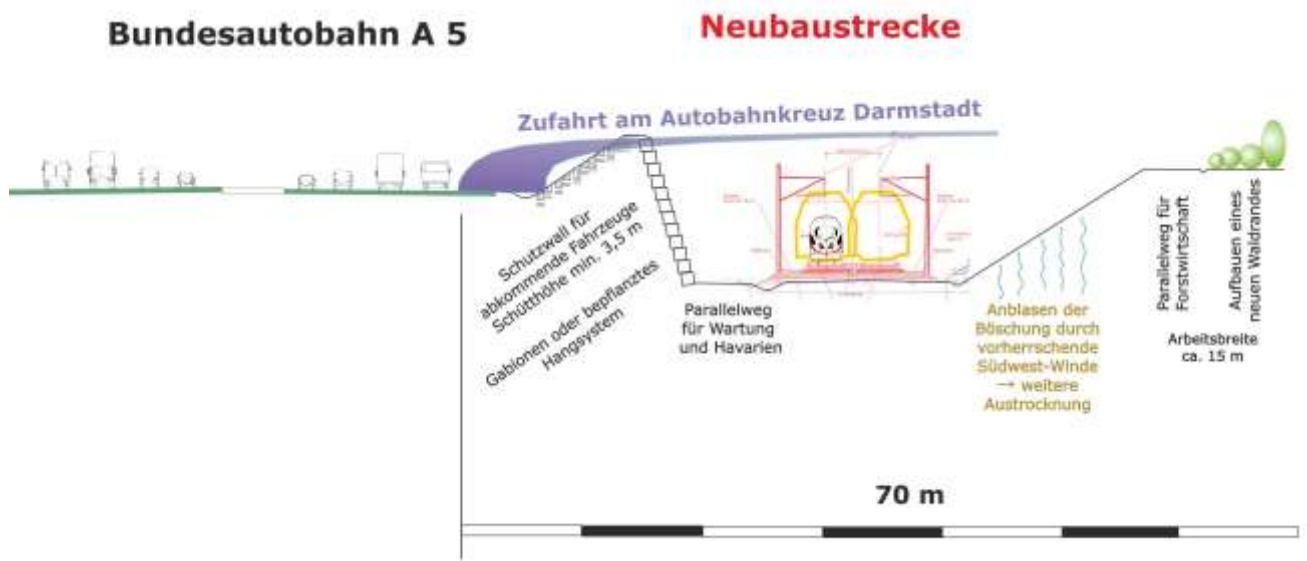 Bundesautobahn A 5
Neubaustrecke
Zufahrt am Autobahnkreuz Darmstadt
Schutzwall für
abkommende Fahrzeuge
Schütthöhe min. 3,5 m
Gabionen oder bepflanztes
Hangsystem
Parallelweg
für Wartung
und Havarien
Anblasen der
Böschung durch
vorherrschende
Südwest-Winde
→ weitere
Austrocknung
Parallelweg für
Forstwirtschaft
Aufbauen eines
neuen Waldrandes
Arbeitsbreite
ca. 15 m
70 m